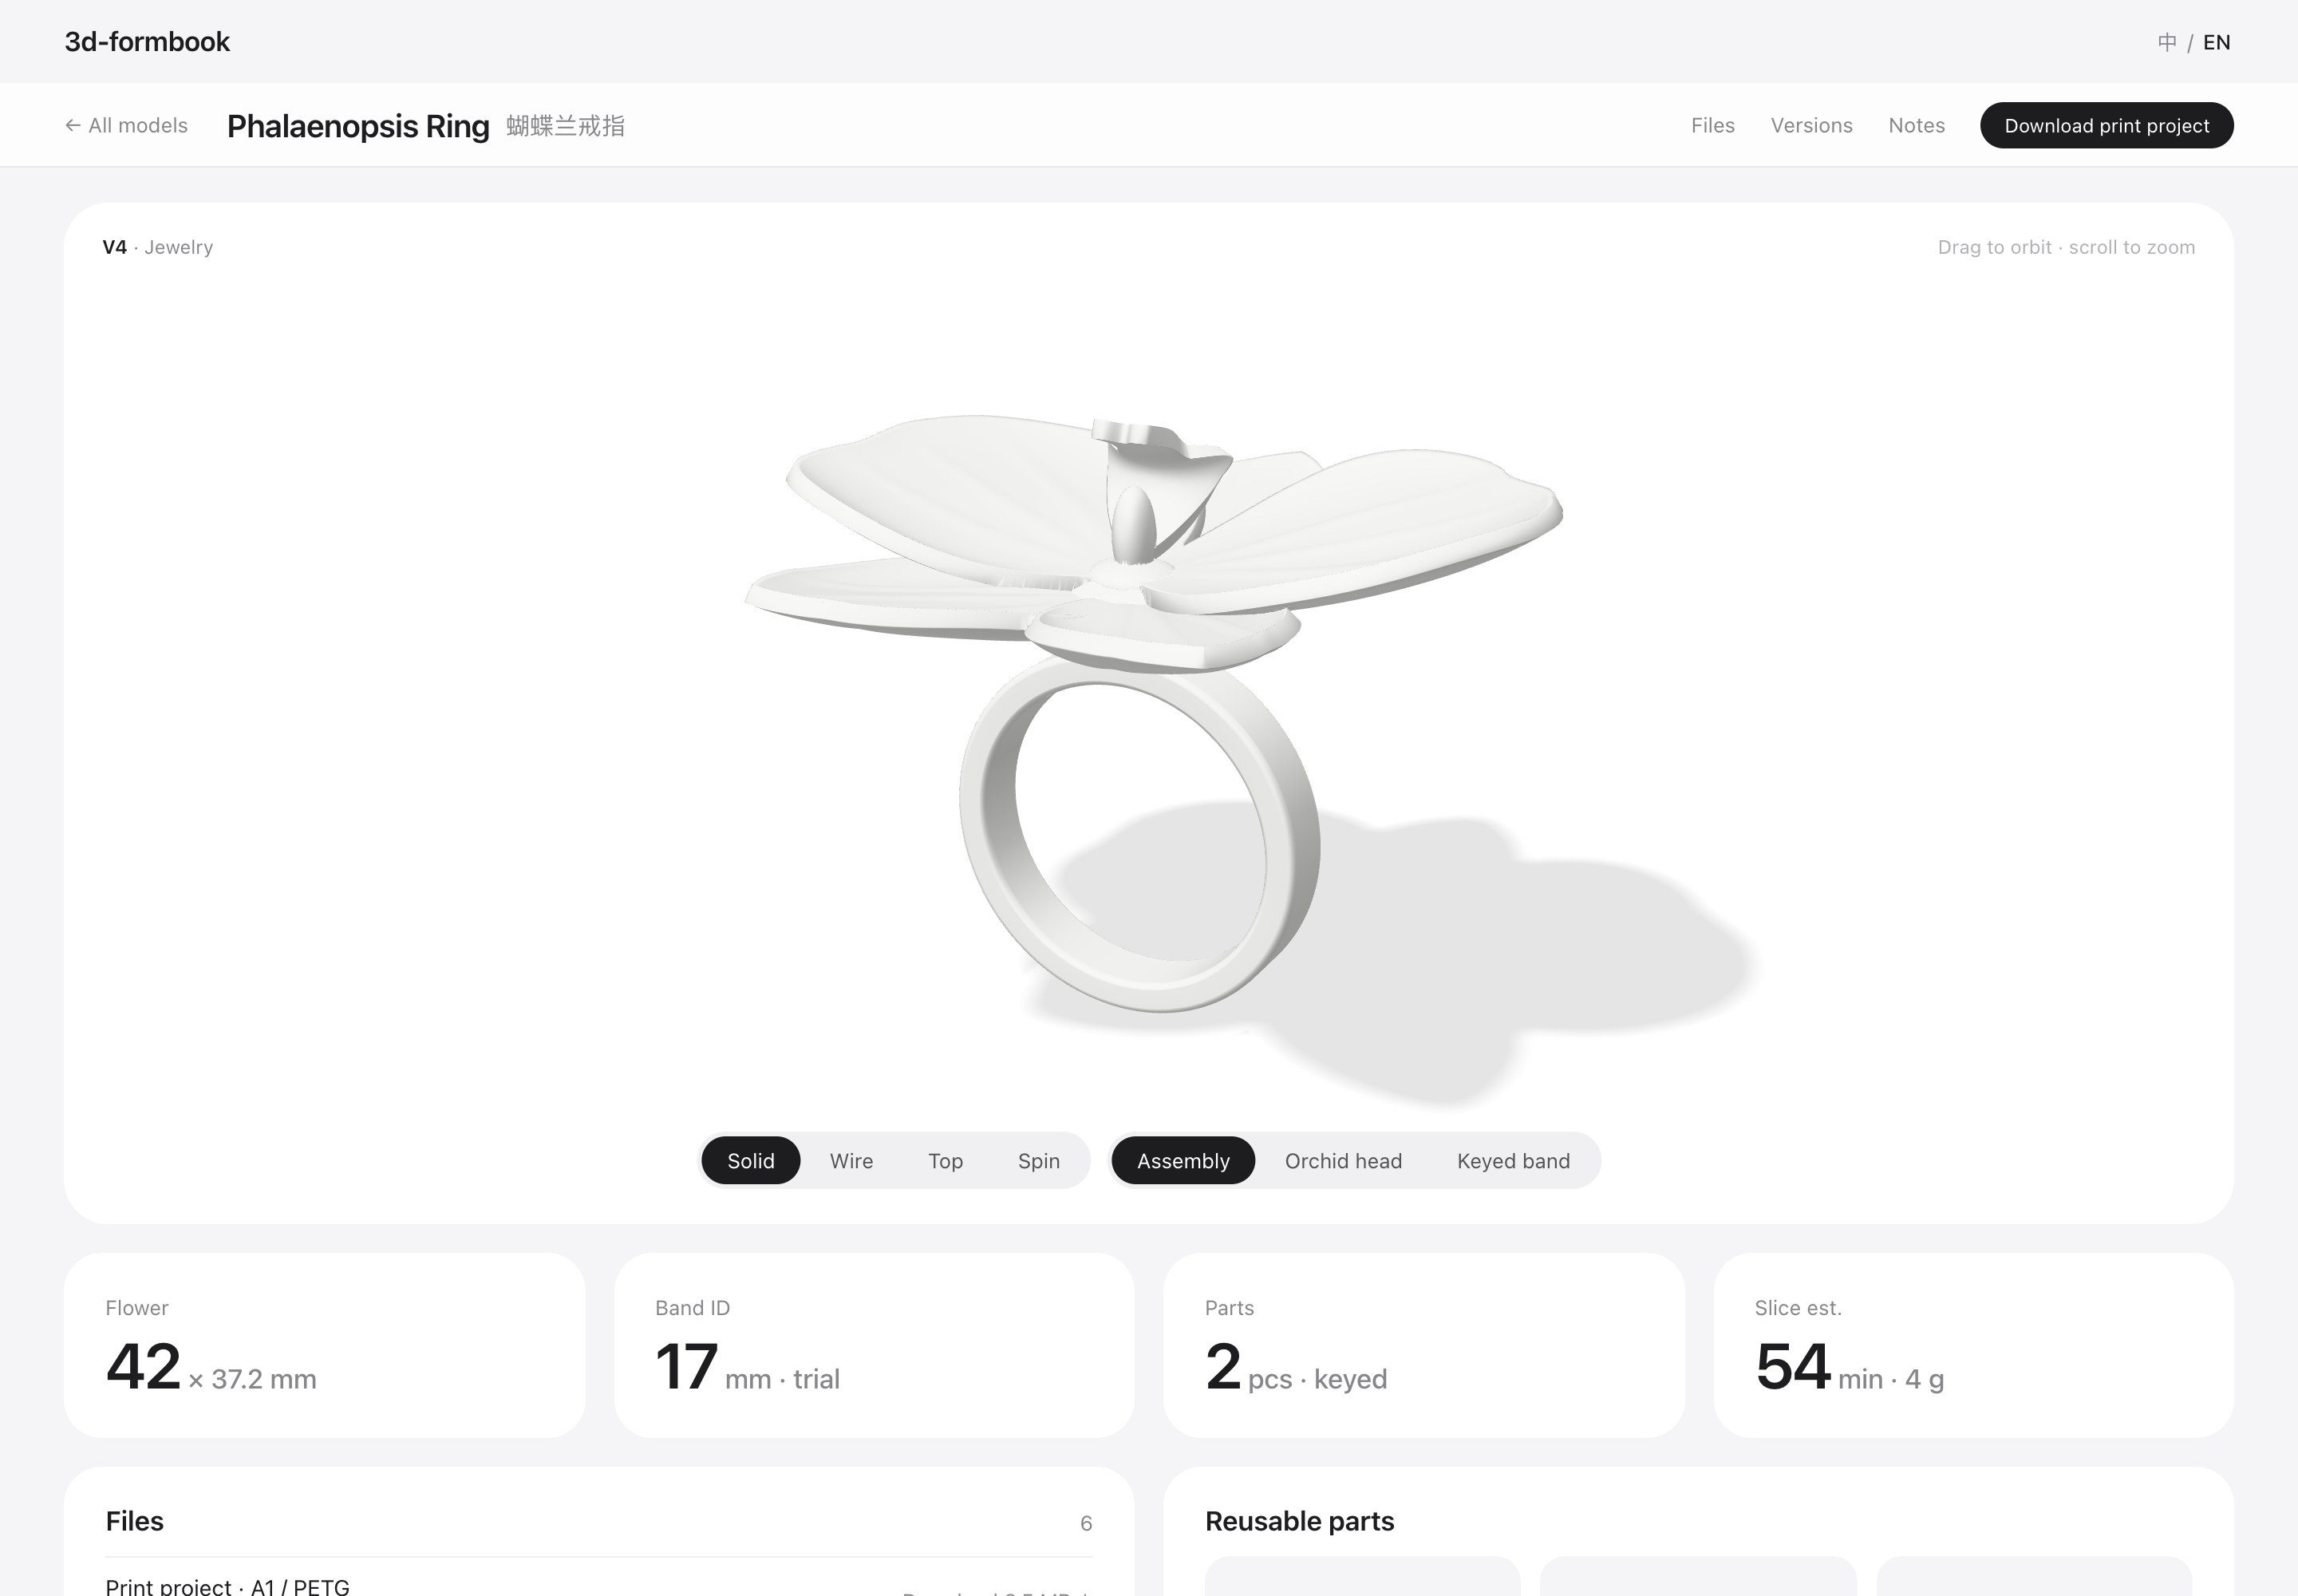 3d-formbook
中 / EN
← All models
Phalaenopsis Ring 蝴蝶兰戒指
Files
Versions
Notes
Download print project
V4 · Jewelry
Drag to orbit · scroll to zoom
Solid
Wire
Top
Spin
Assembly
Orchid head
Keyed band
Flower
42 × 37.2 mm
Band ID
17 mm · trial
Parts
2 pcs · keyed
Slice est.
54 min · 4 g
Files
6
Print project · A1 / PETG
Reusable parts